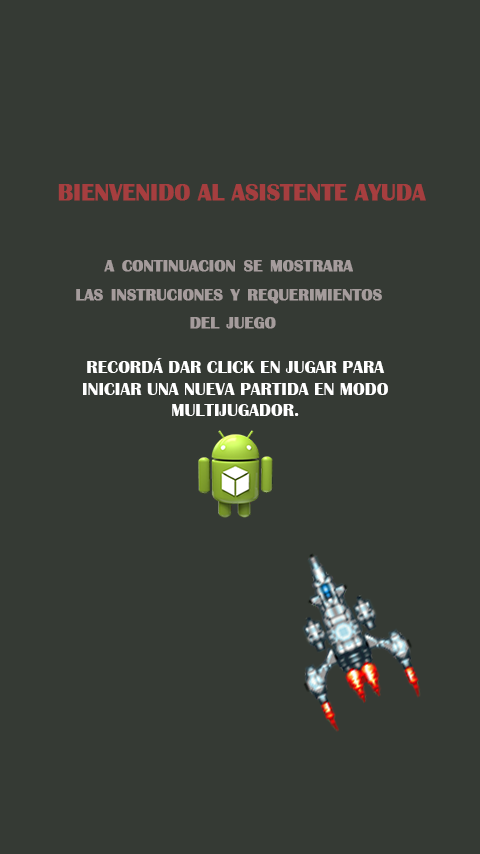 BIENVENIDO AL ASISTENTE AYUDA
A CONTINUACION SE MOSTRARA
LAS INSTRUCIONES Y REQUERIMIENTOS
DEL JUEGO
RECORDÁ DAR CLICK EN JUGAR PARA
INICIAR UNA NUEVA PARTIDA EN MODO
MULTIJUGADOR.